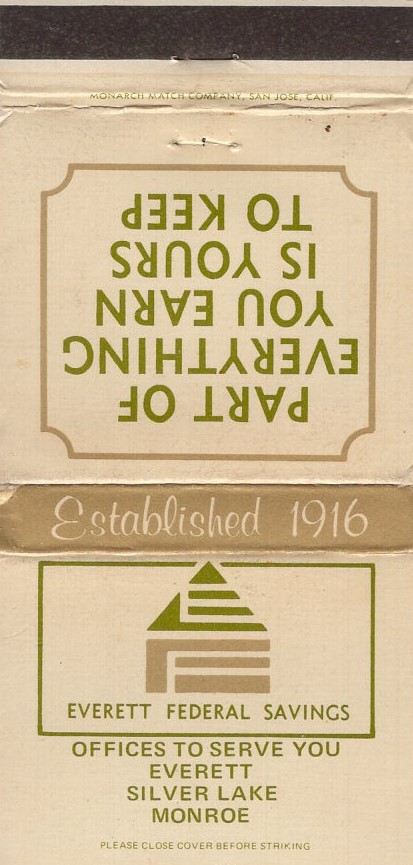 MONARCH MATCH COMPANY, SAN JOSE, CALIF.
PART OF
EVERYTHING
YOU EARN
IS YOURS
TO KEEP
Established 1916
EVERETT FEDERAL SAVINGS
OFFICES TO SERVE YOU
EVERETT
SILVER LAKE
MONROE
PLEASE CLOSE COVER BEFORE STRIKING